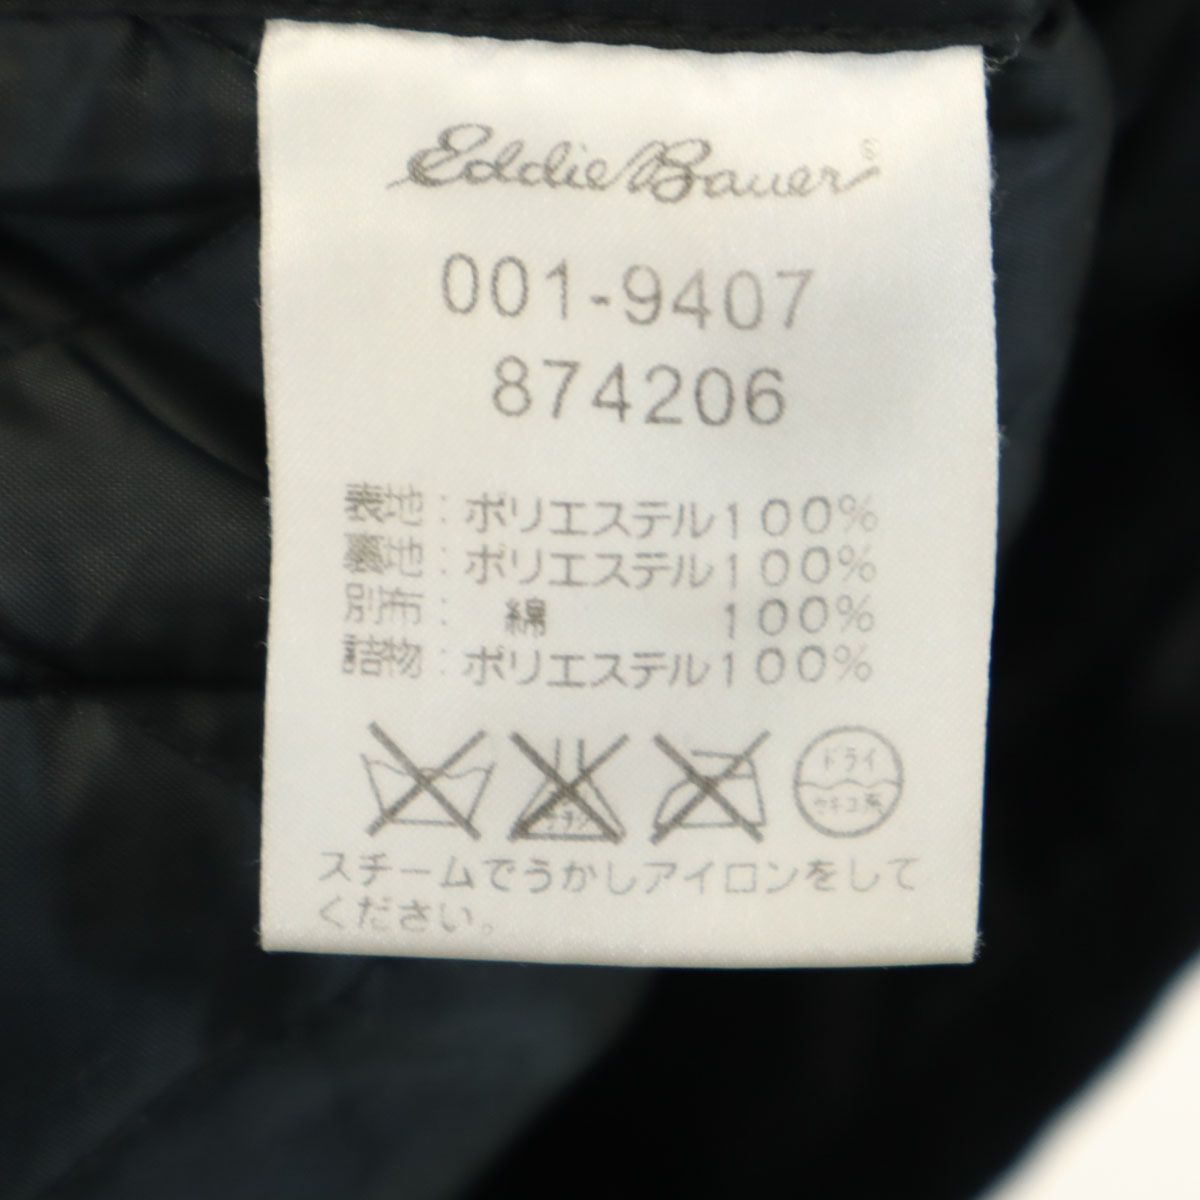 Eddie Bauer®
001-9407
874206
表地:ポリエステル100%
裏地:ポリエステル100%
別布: 綿 100%
詰物:ポリエステル100%
ドライ
セキユ系
スチームでうかしアイロンをして
ください。